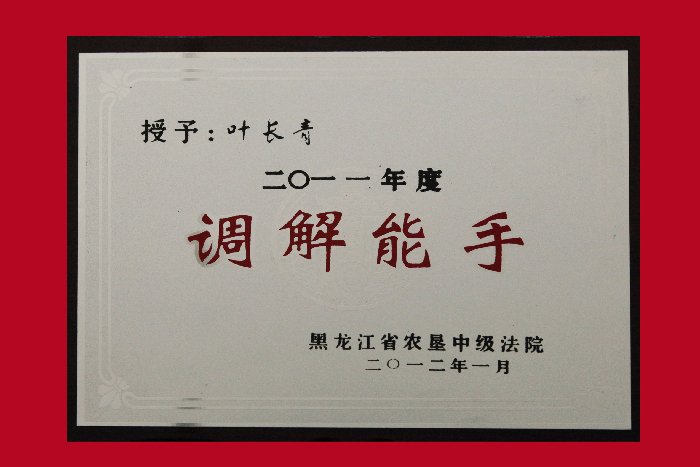 授予：叶长青
二〇一一年度
调解能手
黑龙江省农垦中级法院
二〇一二年一月